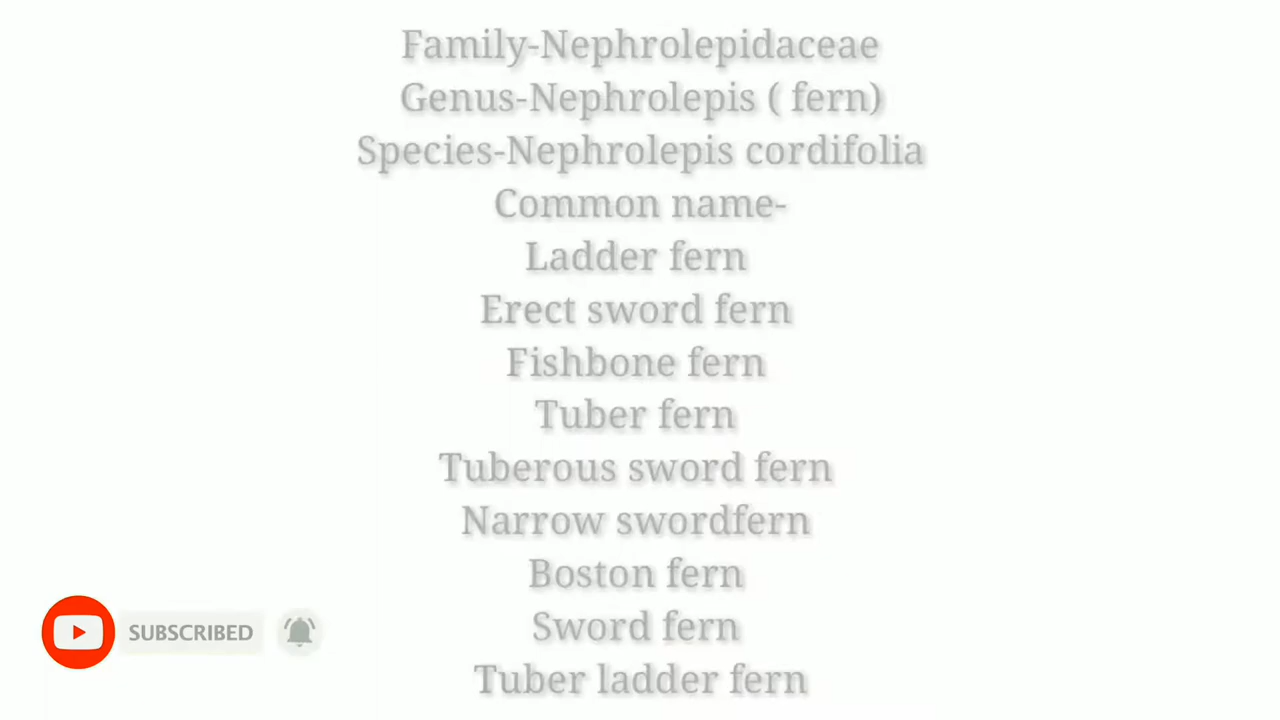 Family-Nephrolepidaceae
Genus-Nephrolepis ( fern)
Species-Nephrolepis cordifolia
Common name-
Ladder fern
Erect sword fern
Fishbone fern
Tuber fern
Tuberous sword fern
Narrow swordfern
Boston fern
Sword fern
Tuber ladder fern
SUBSCRIBED